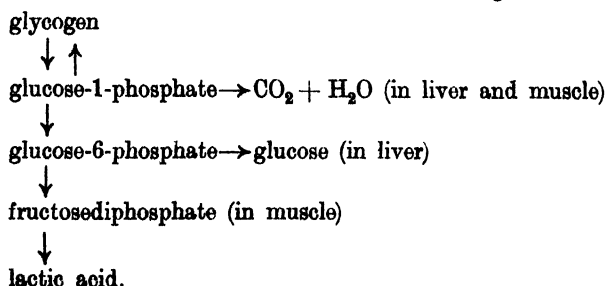 glycogen
↓ ↑
glucose-1-phosphate→CO₂ + H₂O (in liver and muscle)
↓
glucose-6-phosphate→glucose (in liver)
↓
fructosediphosphate (in muscle)
↓
lactic acid.